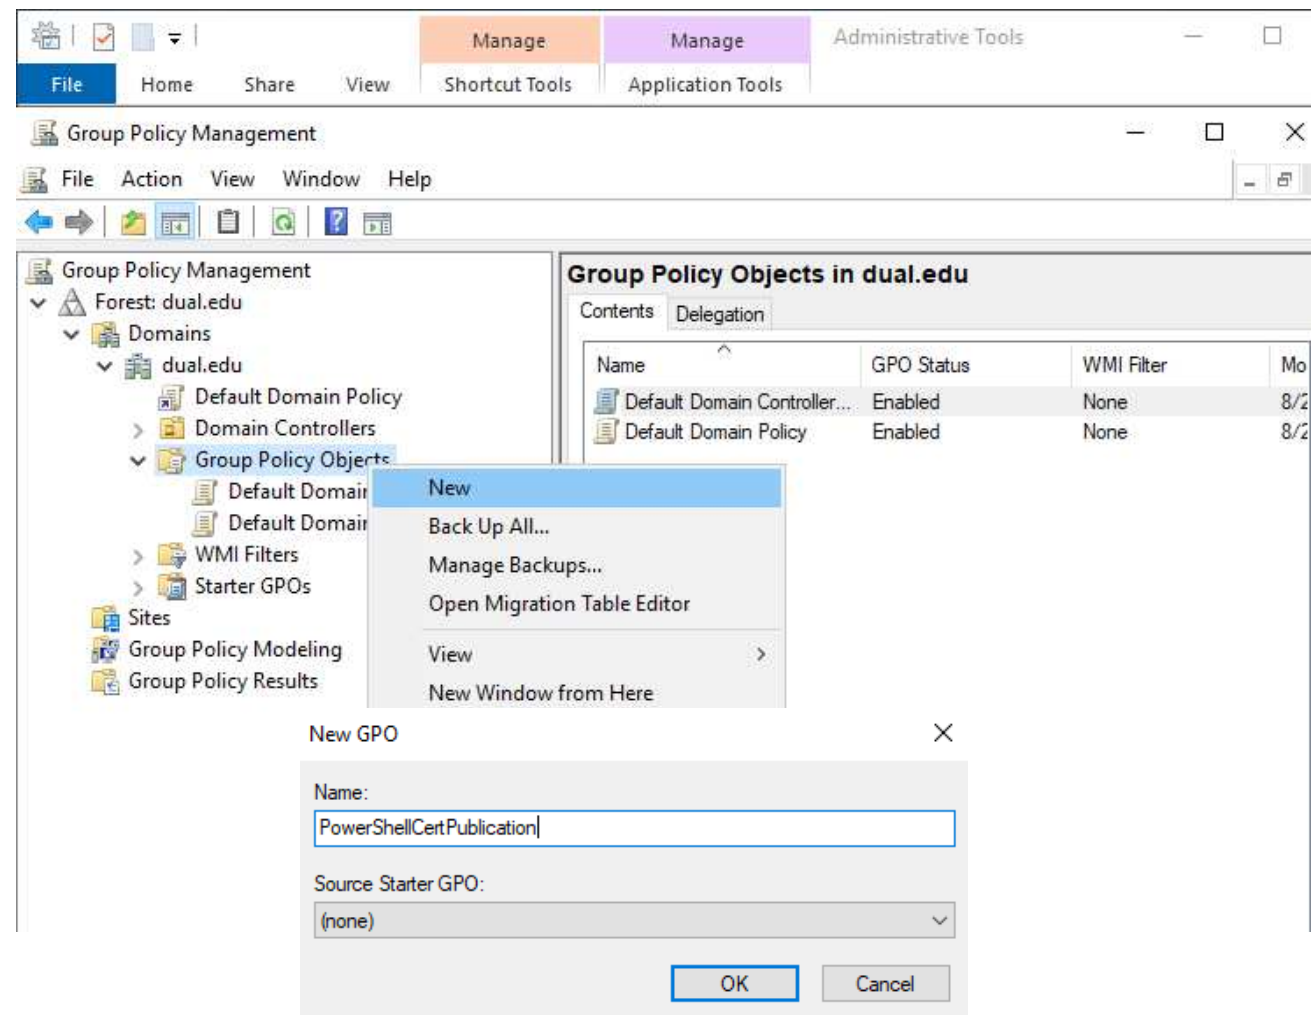 Manage Manage Administrative Tools
File Home Share View Shortcut Tools Application Tools
Group Policy Management
File Action View Window Help
Group Policy Management
Forest: dual.edu
Domains
dual.edu
Default Domain Policy
Domain Controllers
Group Policy Objects
Default Domain
Default Domain
WMI Filters
Starter GPOs
Sites
Group Policy Modeling
Group Policy Results
Group Policy Objects in dual.edu
Contents Delegation
Name GPO Status WMI Filter Mo
Default Domain Controller... Enabled None 8/2
Default Domain Policy Enabled None 8/2
New
Back Up All...
Manage Backups...
Open Migration Table Editor
View
New Window from Here
New GPO
Name:
PowerShellCertPublication
Source Starter GPO:
(none)
OK Cancel